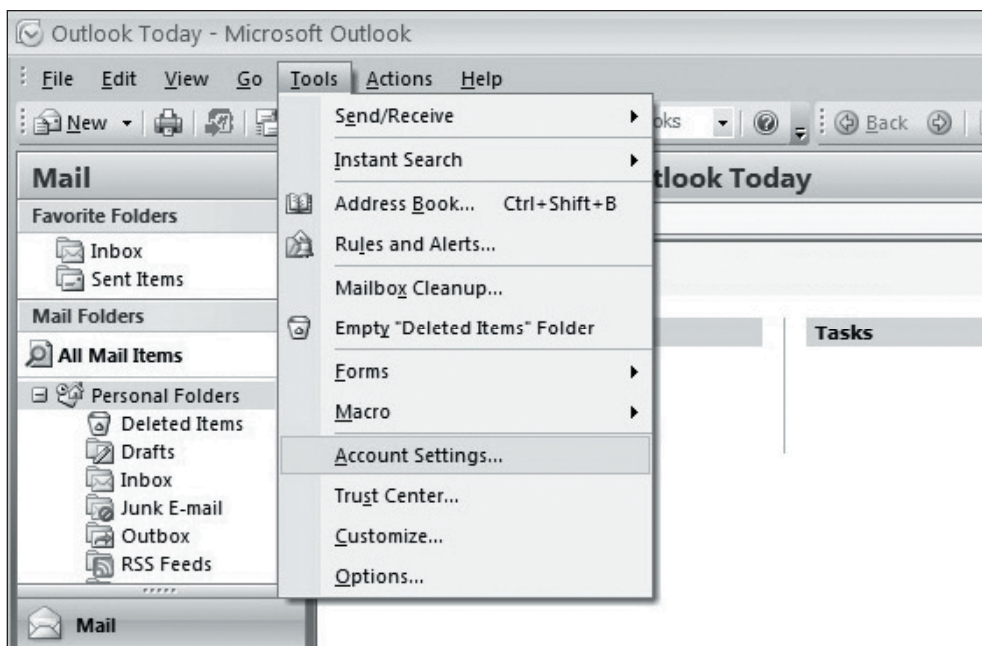 Outlook Today - Microsoft Outlook
File Edit View Go Tools Actions Help
New Back
Send/Receive
Instant Search
Address Book... Ctrl+Shift+B
Rules and Alerts...
Mailbox Cleanup...
Empty "Deleted Items" Folder
Forms
Macro
Account Settings...
Trust Center...
Customize...
Options...
Mail
Favorite Folders
Inbox
Sent Items
Mail Folders
All Mail Items
Personal Folders
Deleted Items
Drafts
Inbox
Junk E-mail
Outbox
RSS Feeds
Mail
tlook Today
Tasks